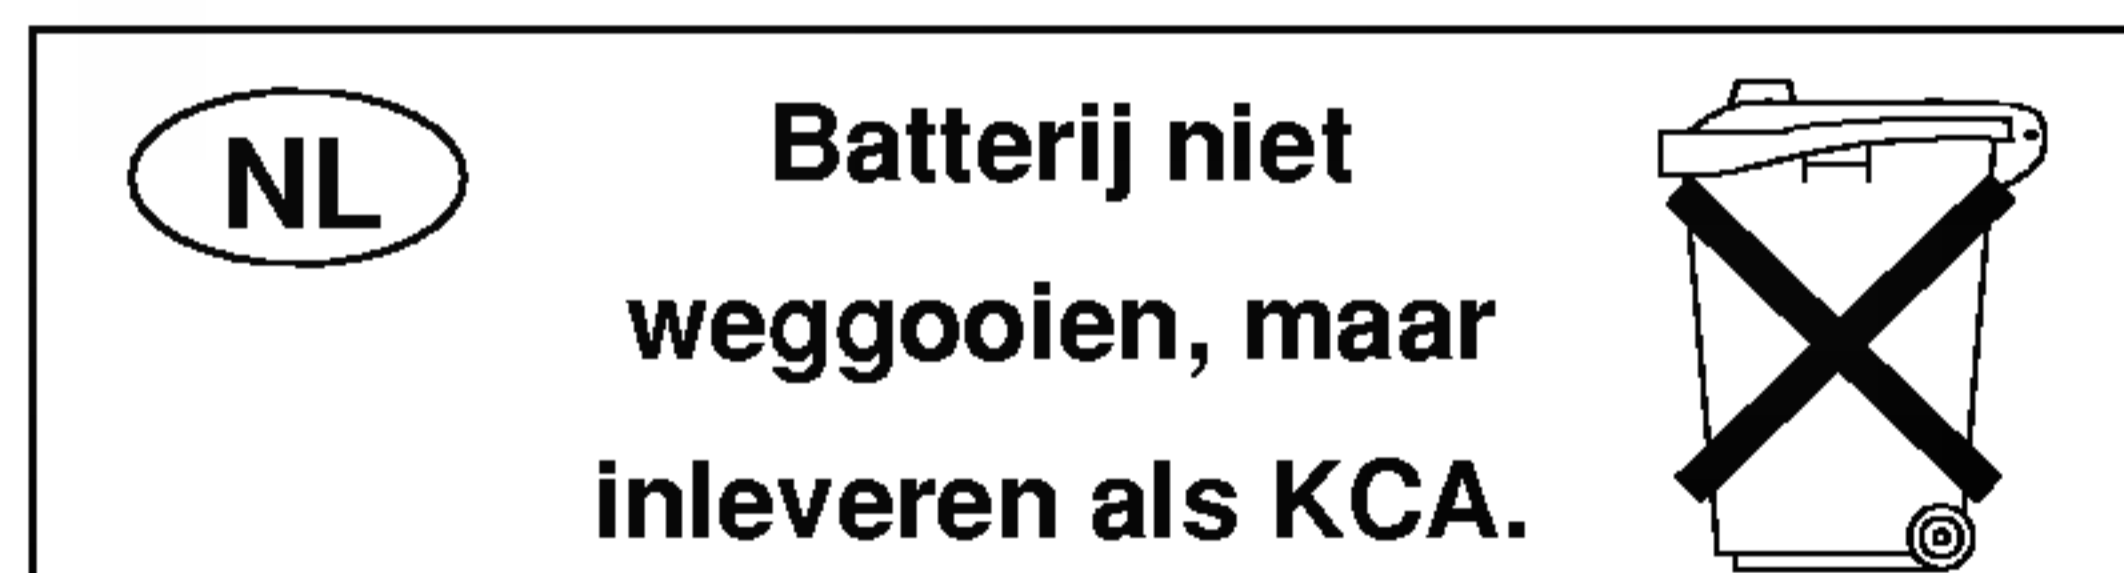 NL
Batterij niet
weggooien, maar
inleveren als KCA.